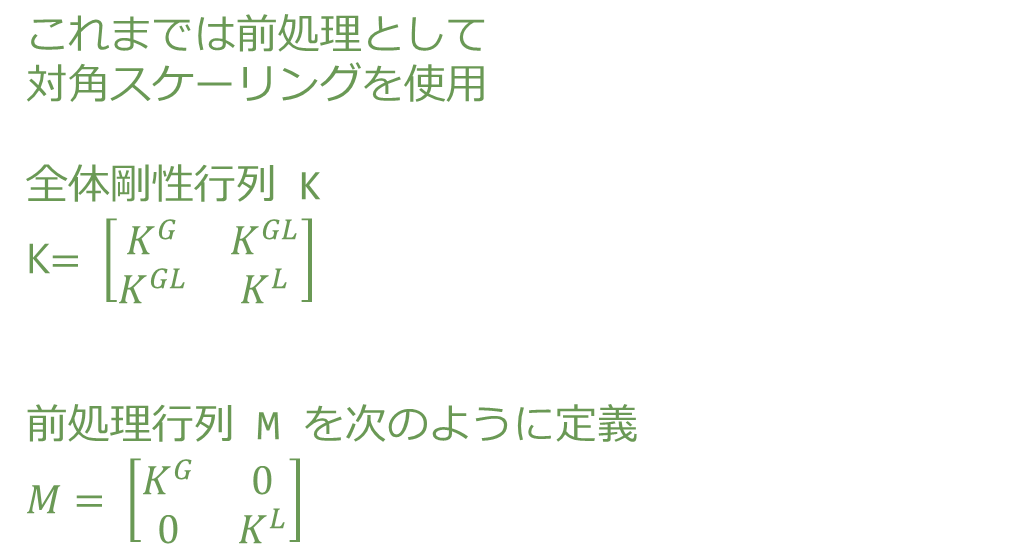 これまでは前処理として
対角スケーリングを使用
全体剛性行列 K
K= [K^G K^GL
K^GL K^L]
前処理行列 M を次のように定義
M = [K^G 0
0 K^L]